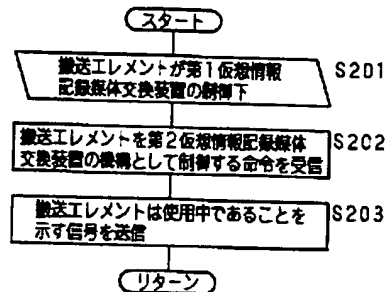 スタート
搬送エレメントが第1仮想情報
記録媒体交換装置の制御下
S201
搬送エレメントを第2仮想情報記録媒体
交換装置の機構として制御する命令を受信
S202
搬送エレメントは使用中であることを
示す信号を送信
S203
リターン